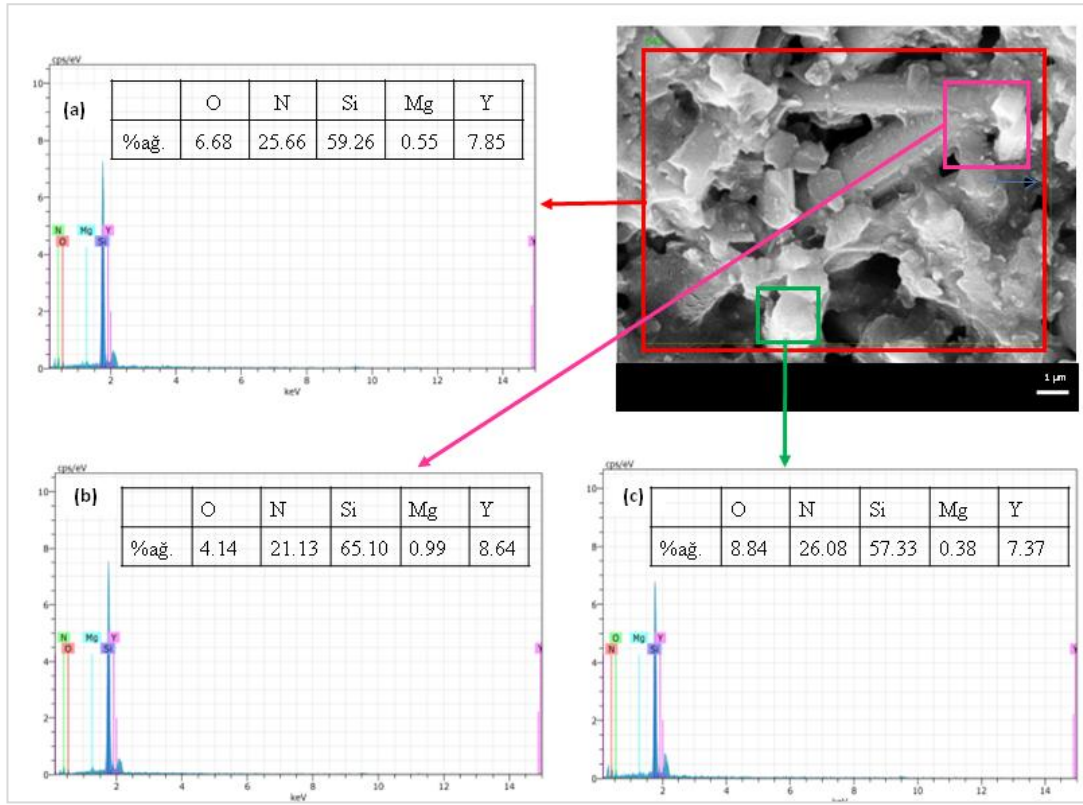 cps/eV
(a)
O N Si Mg Y
%ağ. 6.68 25.66 59.26 0.55 7.85
10
8
6
4
2
0
N Mg Y
O Si Y
2 4 6 8 10 12 14
keV
1 µm
cps/eV
(b)
O N Si Mg Y
%ağ. 4.14 21.13 65.10 0.99 8.64
10
8
6
4
2
0
N Mg Y
O Si Y
2 4 6 8 10 12 14
keV
cps/eV
(c)
O N Si Mg Y
%ağ. 8.84 26.08 57.33 0.38 7.37
10
8
6
4
2
0
O Mg Y
N Si Y
2 4 6 8 10 12 14
keV